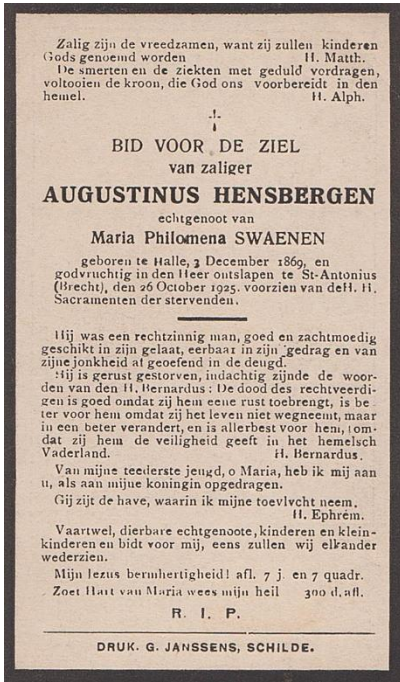 Zalig zijn de vreedzamen, want zij zullen kinderen
Gods genoemd worden H. Matth.
De smerten en de ziekten met geduld vordragen,
voltooien de kroon, die God ons voorbereidt in den
hemel. H. Alph.
BID VOOR DE ZIEL
van zaliger
AUGUSTINUS HENSBERGEN
echtgenoot van
Maria Philomena SWAENEN
geboren te Halle, 3 December 1869, en
godvruchtig in den Heer ontslapen te St-Antonius
(Brecht), den 26 October 1925. voorzien van de H. H.
Sacramenten der stervenden.
Hij was een rechtzinnig man, goed en zachtmoedig
geschikt in zijn gelaat, eerbaar in zijn gedrag en van
zijne jonkheid at geoefend in de deugd.
Hij is gerust gestorven, indachtig zijnde de woor-
den van den H. Bernardus : De dood des rechtveerdi-
gen is goed omdat zij hem eene rust toebrengt, is be-
ter voor hem omdat zij het leven niet wegneemt, maar
in een beter verandert, en is allerbest voor hem, om-
dat zij hem de veiligheid geeft in het hemelsch
Vaderland. H. Bernardus.
Van mijne teederste jeugd, o Maria, heb ik mij aan
u, als aan mijne koningin opgedragen.
Gij zijt de have, waarin ik mijne toevlvcht neem.
H. Ephrem.
Vaartwel, dierbare echtgenoote, kinderen en klein-
kinderen en bidt voor mij, eens zullen wij elkander
wederzien.
Mijn Jezus bermhertigheid! afl. 7 j. en 7 quadr.
Zoet Hart van Maria wees mijn heil 300 d. afl.
R. I. P.
DRUK. G. JANSSENS, SCHILDE.